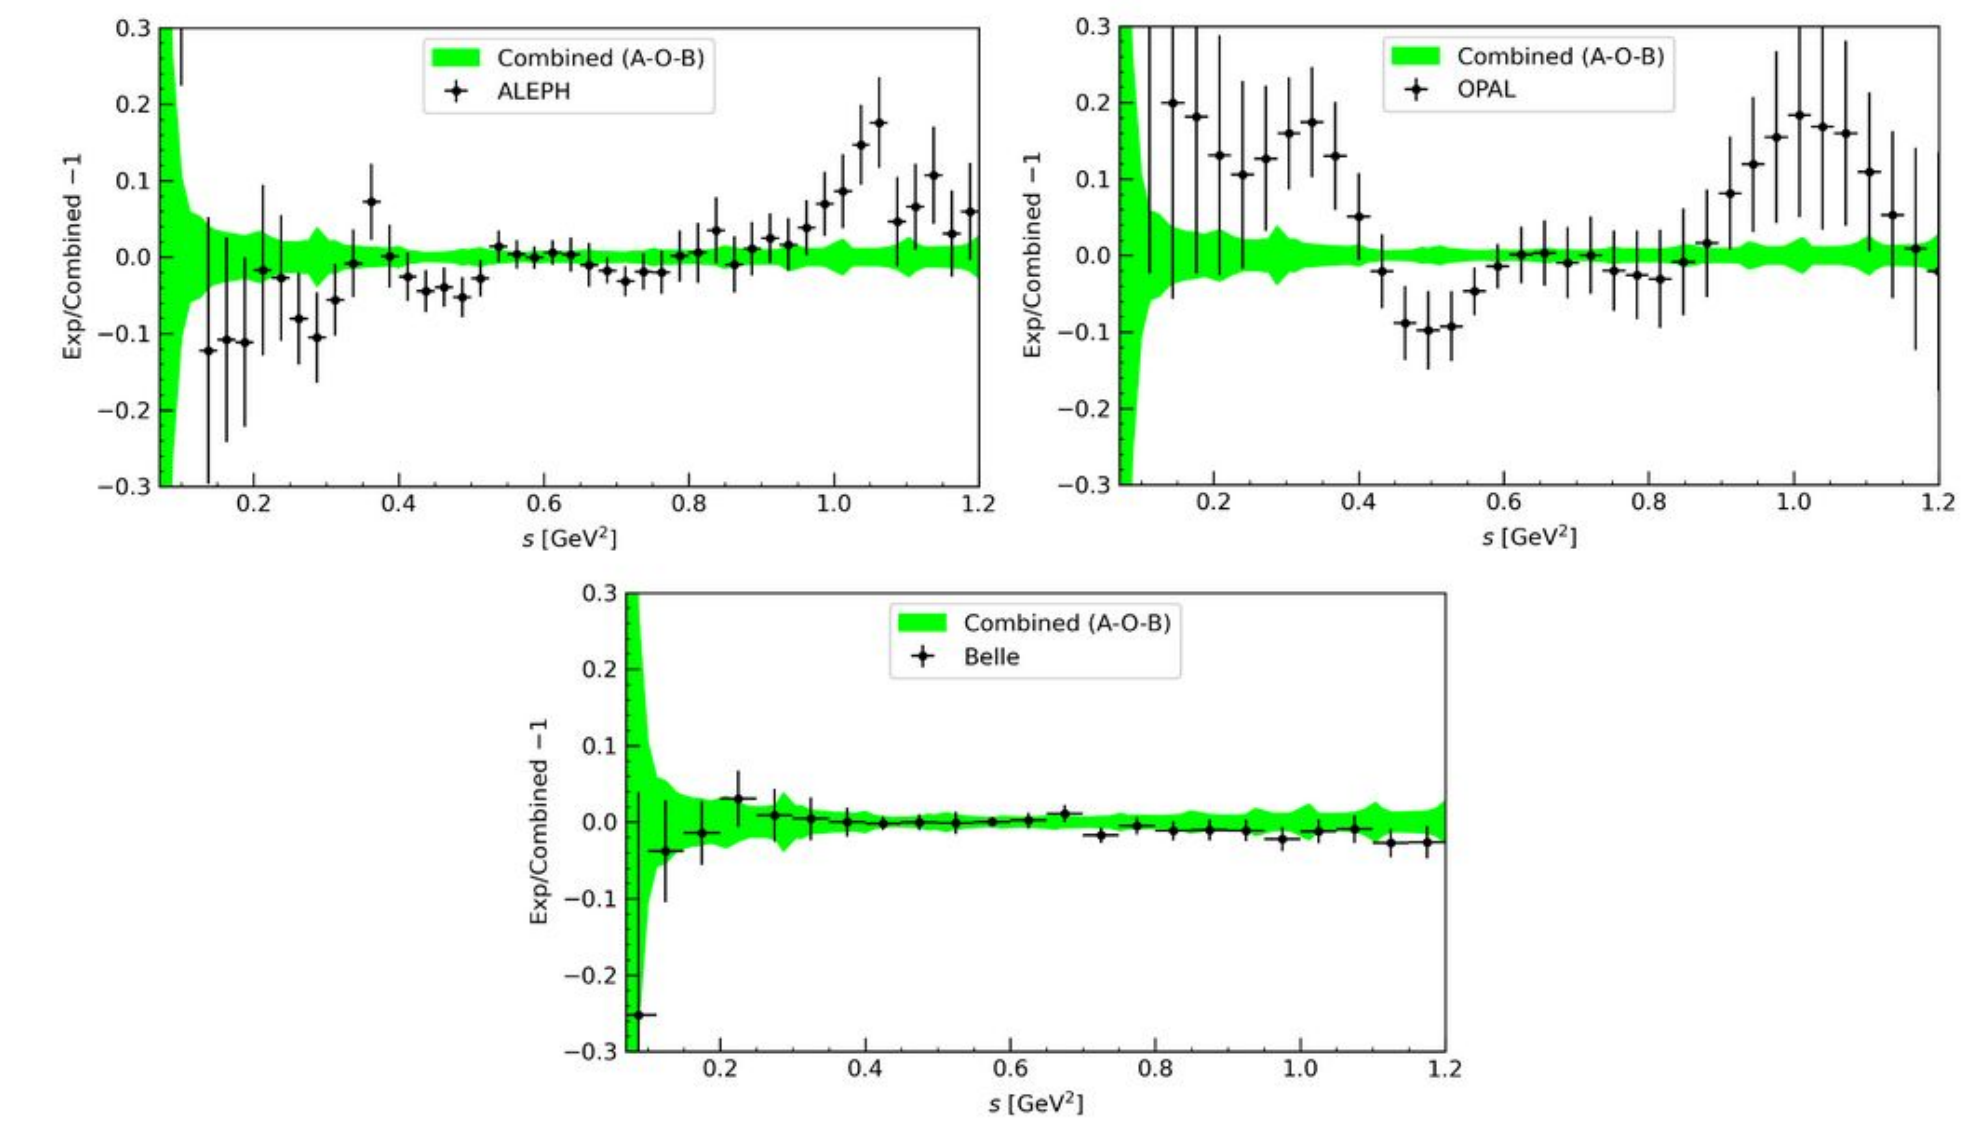 0.3
0.2
0.1
0.0
−0.1
−0.2
−0.3
Exp/Combined −1
Combined (A-O-B)
ALEPH
0.2 0.4 0.6 0.8 1.0 1.2
s [GeV²]
0.3
0.2
0.1
0.0
−0.1
−0.2
−0.3
Exp/Combined −1
Combined (A-O-B)
OPAL
0.2 0.4 0.6 0.8 1.0 1.2
s [GeV²]
0.3
0.2
0.1
0.0
−0.1
−0.2
−0.3
Exp/Combined −1
Combined (A-O-B)
Belle
0.2 0.4 0.6 0.8 1.0 1.2
s [GeV²]